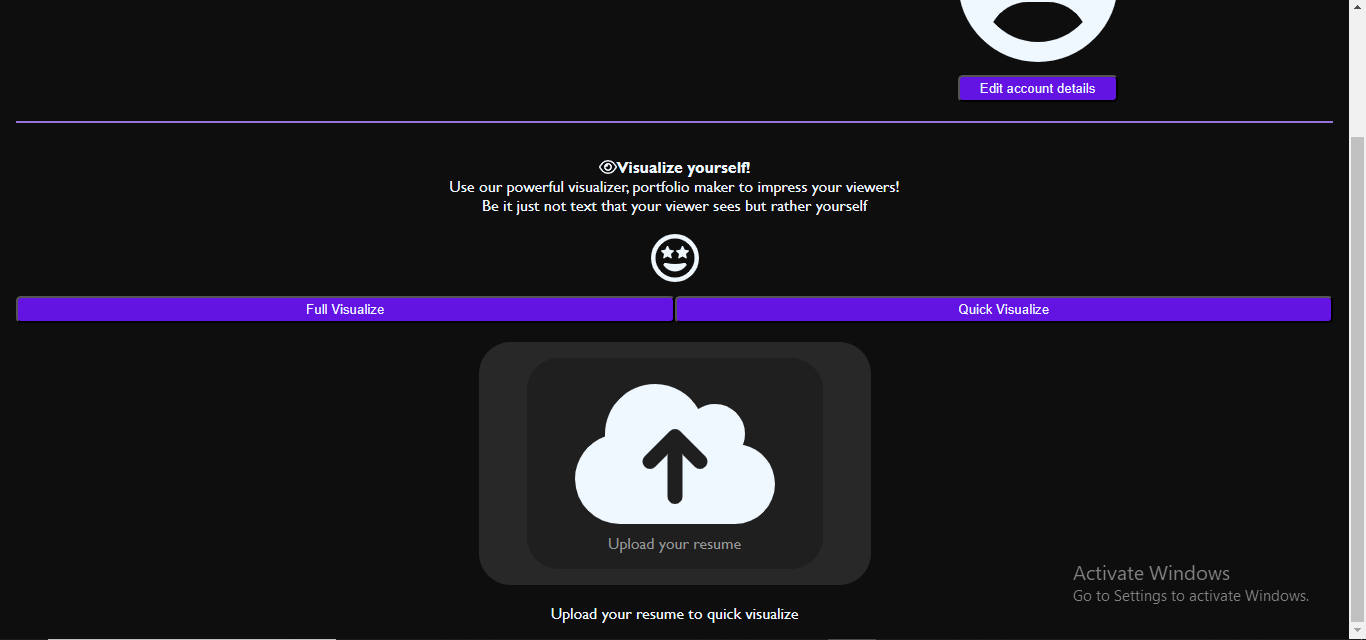 Edit account details
Visualize yourself!
Use our powerful visualizer, portfolio maker to impress your viewers!
Be it just not text that your viewer sees but rather yourself
Full Visualize
Quick Visualize
Upload your resume
Upload your resume to quick visualize
Activate Windows
Go to Settings to activate Windows.